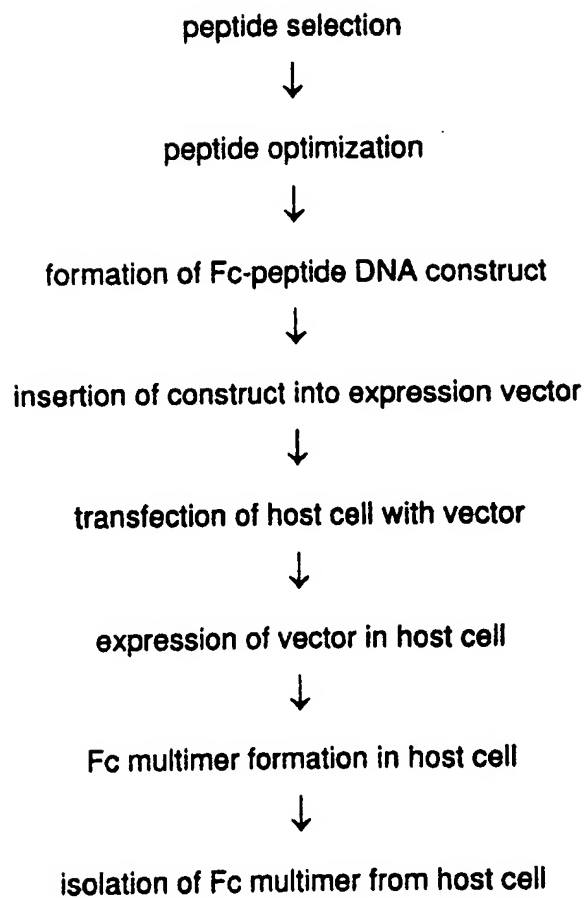 peptide selection
↓
peptide optimization
↓
formation of Fc-peptide DNA construct
↓
insertion of construct into expression vector
↓
transfection of host cell with vector
↓
expression of vector in host cell
↓
Fc multimer formation in host cell
↓
isolation of Fc multimer from host cell